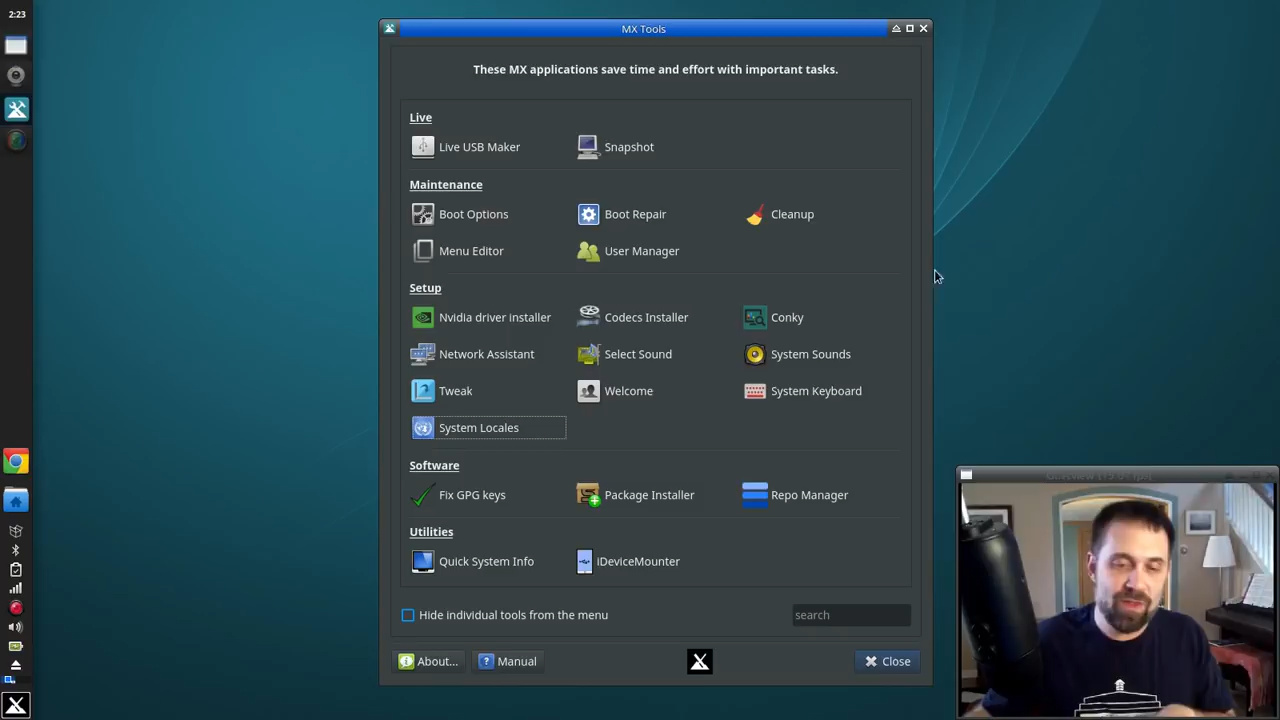 2:23
MX Tools
These MX applications save time and effort with important tasks.
Live
Live USB Maker
Snapshot
Maintenance
Boot Options
Boot Repair
Cleanup
Menu Editor
User Manager
Setup
Nvidia driver installer
Codecs Installer
Conky
Network Assistant
Select Sound
System Sounds
Tweak
Welcome
System Keyboard
System Locales
Software
Fix GPG keys
Package Installer
Repo Manager
Utilities
Quick System Info
iDeviceMounter
Hide individual tools from the menu
search
About...
Manual
Close